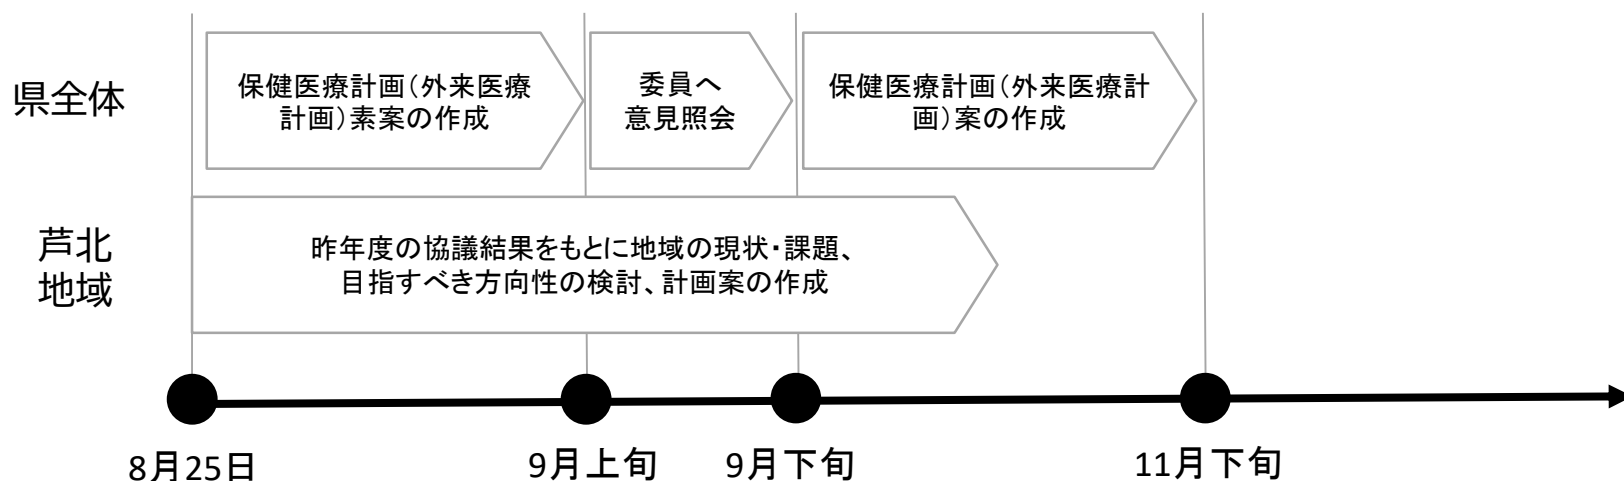 県全体
保健医療計画(外来医療
計画)素案の作成
委員へ
意見照会
保健医療計画(外来医療計
画)案の作成
芦北
地域
昨年度の協議結果をもとに地域の現状・課題、
目指すべき方向性の検討、計画案の作成
8月25日
9月上旬
9月下旬
11月下旬